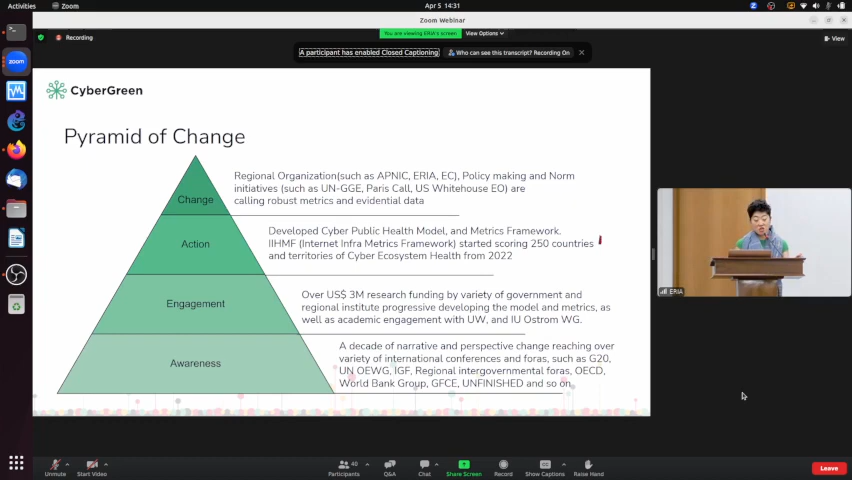 Activities
Zoom
Apr 5 14:31
Zoom Webinar
Recording
You are viewing ERIA's screen
View Options
View
A participant has enabled Closed Captioning
Who can see this transcript? Recording On
CyberGreen
Pyramid of Change
Change
Regional Organization(such as APNIC, ERIA, EC), Policy making and Norm
initiatives (such as UN-GGE, Paris Call, US Whitehouse EO) are
calling robust metrics and evidential data
Action
Developed Cyber Public Health Model, and Metrics Framework.
IIHMF (Internet Infra Metrics Framework) started scoring 250 countries
and territories of Cyber Ecosystem Health from 2022
Engagement
Over US$ 3M research funding by variety of government and
regional institute progressive developing the model and metrics, as
well as academic engagement with UW, and IU Ostrom WG.
Awareness
A decade of narrative and perspective change reaching over
variety of international conferences and foras, such as G20,
UN OEWG, IGF, Regional intergovernmental foras, OECD,
World Bank Group, GFCE, UNFINISHED and so on.
ERIA
zoom
Unmute
Start Video
Participants
40
Q&A
Chat
Share Screen
Record
Show Captions
Raise Hand
Leave